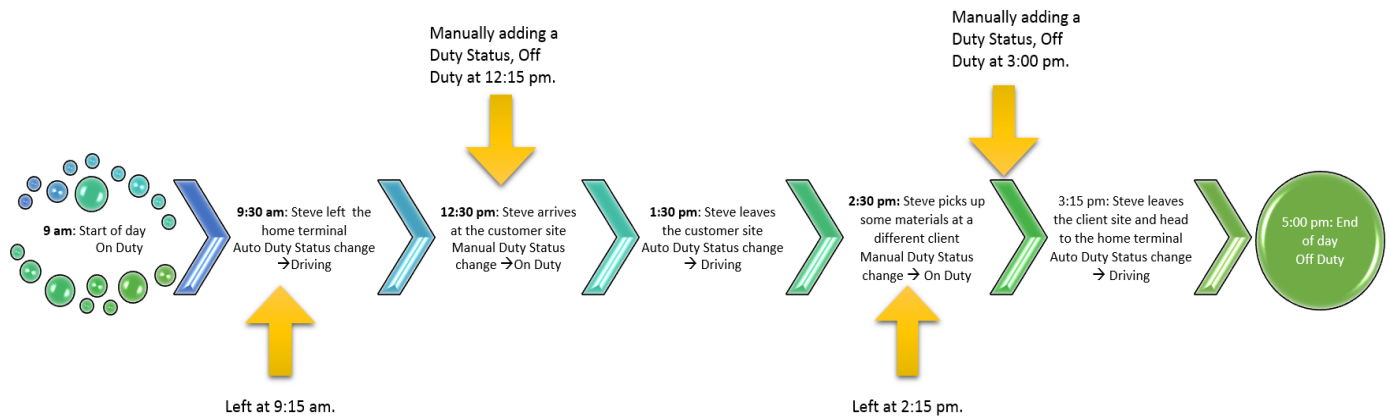 Manually adding a
Duty Status, Off
Duty at 12:15 pm.
Manually adding a
Duty Status, Off
Duty at 3:00 pm.
9 am: Start of day
On Duty
9:30 am: Steve left the
home terminal
Auto Duty Status change
→Driving
12:30 pm: Steve arrives
at the customer site
Manual Duty Status
change →On Duty
1:30 pm: Steve leaves
the customer site
Auto Duty Status change
→ Driving
2:30 pm: Steve picks up
some materials at a
different client
Manual Duty Status
change → On Duty
3:15 pm: Steve leaves
the client site and head
to the home terminal
Auto Duty Status change
→ Driving
5:00 pm: End
of day
Off Duty
Left at 9:15 am.
Left at 2:15 pm.